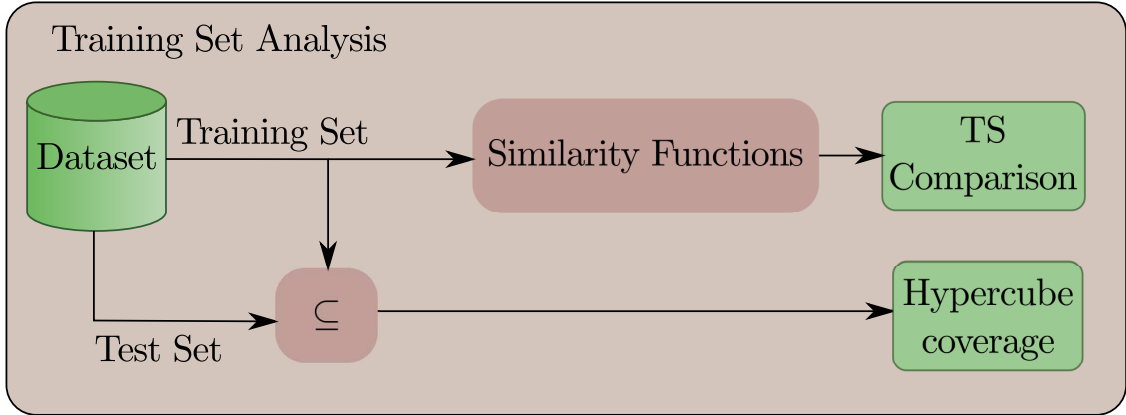 Training Set Analysis
Training Set
Dataset
Similarity Functions
TS
Comparison
⊆
Hypercube
coverage
Test Set